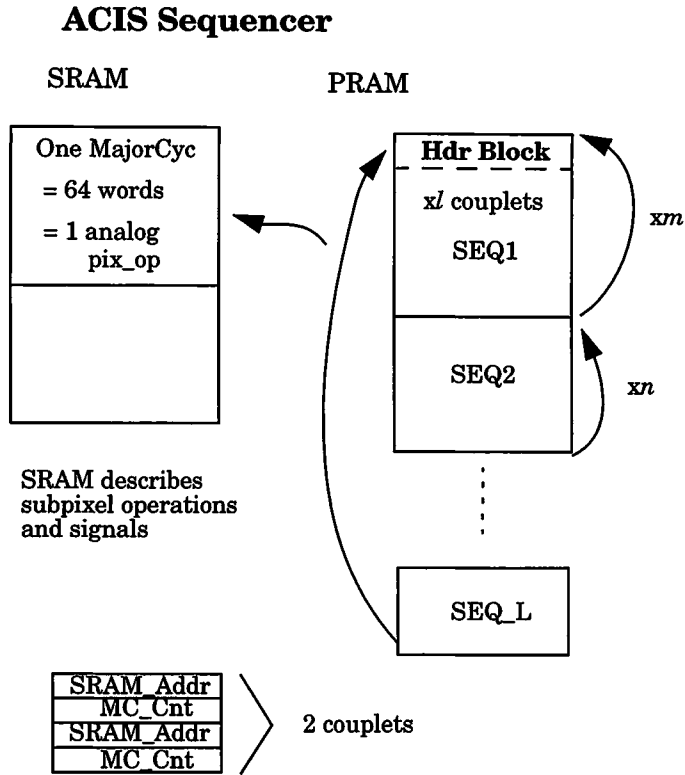 ACIS Sequencer
SRAM
PRAM
One MajorCyc
= 64 words
= 1 analog
pix_op
Hdr Block
xl couplets
SEQ1
xm
SEQ2
xn
SRAM describes
subpixel operations
and signals
SEQ_L
SRAM_Addr
MC_Cnt
SRAM_Addr
MC_Cnt
2 couplets